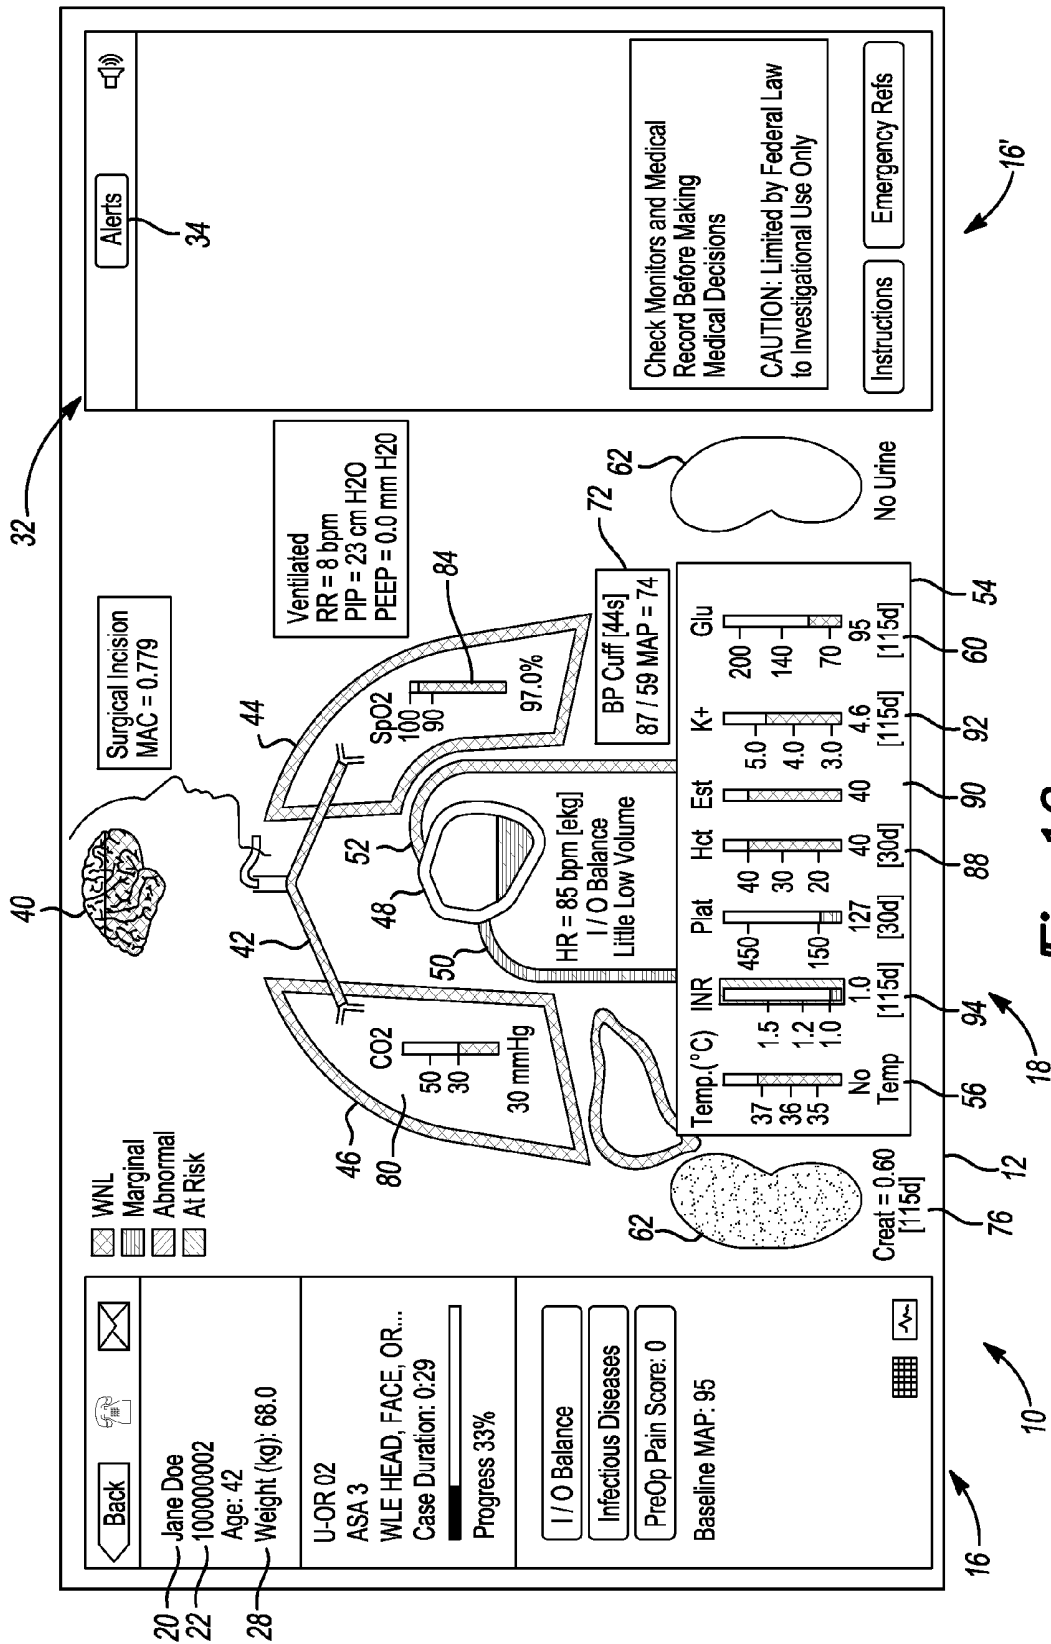 Back
20
Jane Doe
22
100000002
Age: 42
28
Weight (kg): 68.0
U-OR 02
ASA 3
WLE HEAD, FACE, OR...
Case Duration: 0:29
Progress 33%
I / O Balance
Infectious Diseases
PreOp Pain Score: 0
Baseline MAP: 95
16
10
WNL
Marginal
Abnormal
At Risk
40
Surgical Incision
MAC = 0.779
42
44
46
80
CO2
50
30
30 mmHg
SpO2
100
90
97.0%
84
Ventilated
RR = 8 bpm
PIP = 23 cm H2O
PEEP = 0.0 mm H20
52
48
50
HR = 85 bpm [ekg]
I / O Balance
Little Low Volume
BP Cuff [44s]
87 / 59 MAP = 74
72
62
Creat = 0.60
[115d]
76
62
No Urine
Temp.(°C)
37
36
35
No
Temp
56
INR
1.5
1.2
1.0
1.0
[115d]
94
Plat
450
150
127
[30d]
Hct
40
30
20
40
[30d]
88
Est
40
90
K+
5.0
4.0
3.0
4.6
[115d]
92
Glu
200
140
70
95
[115d]
60
54
12
18
32
Alerts
34
Check Monitors and Medical
Record Before Making
Medical Decisions
CAUTION: Limited by Federal Law
to Investigational Use Only
Instructions
Emergency Refs
16'